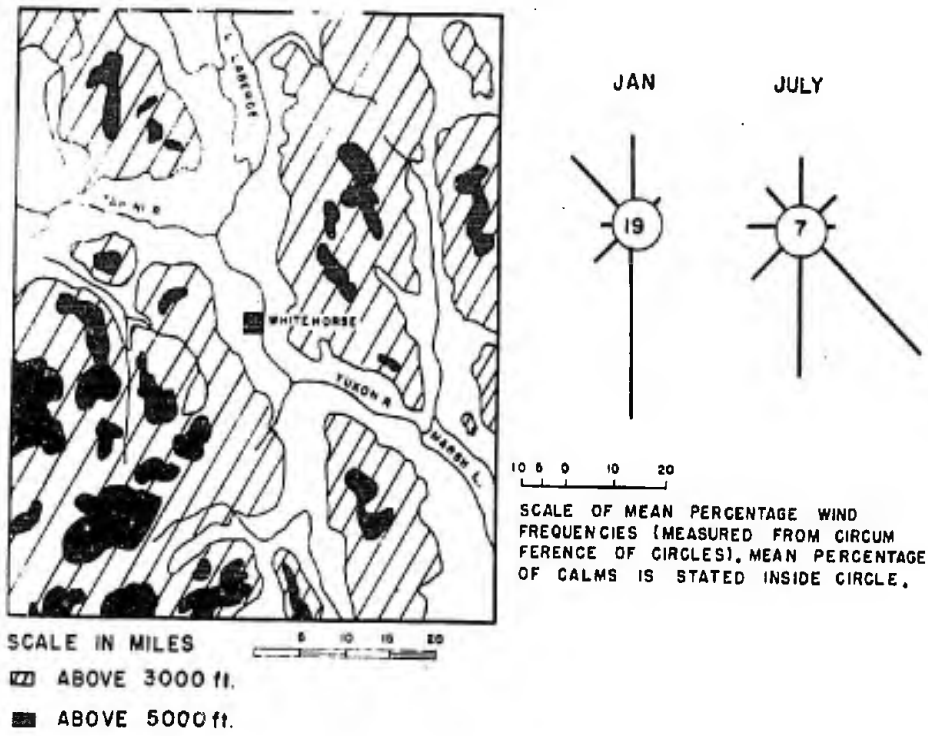 JAN
JULY
L. LABERGE
19
7
WHITEHORSE
YUKON R
MARSH L.
10 5 0 10 20
SCALE OF MEAN PERCENTAGE WIND
FREQUENCIES (MEASURED FROM CIRCUM
FERENCE OF CIRCLES). MEAN PERCENTAGE
OF CALMS IS STATED INSIDE CIRCLE.
SCALE IN MILES
5 10 15 20
ABOVE 3000 ft.
ABOVE 5000 ft.